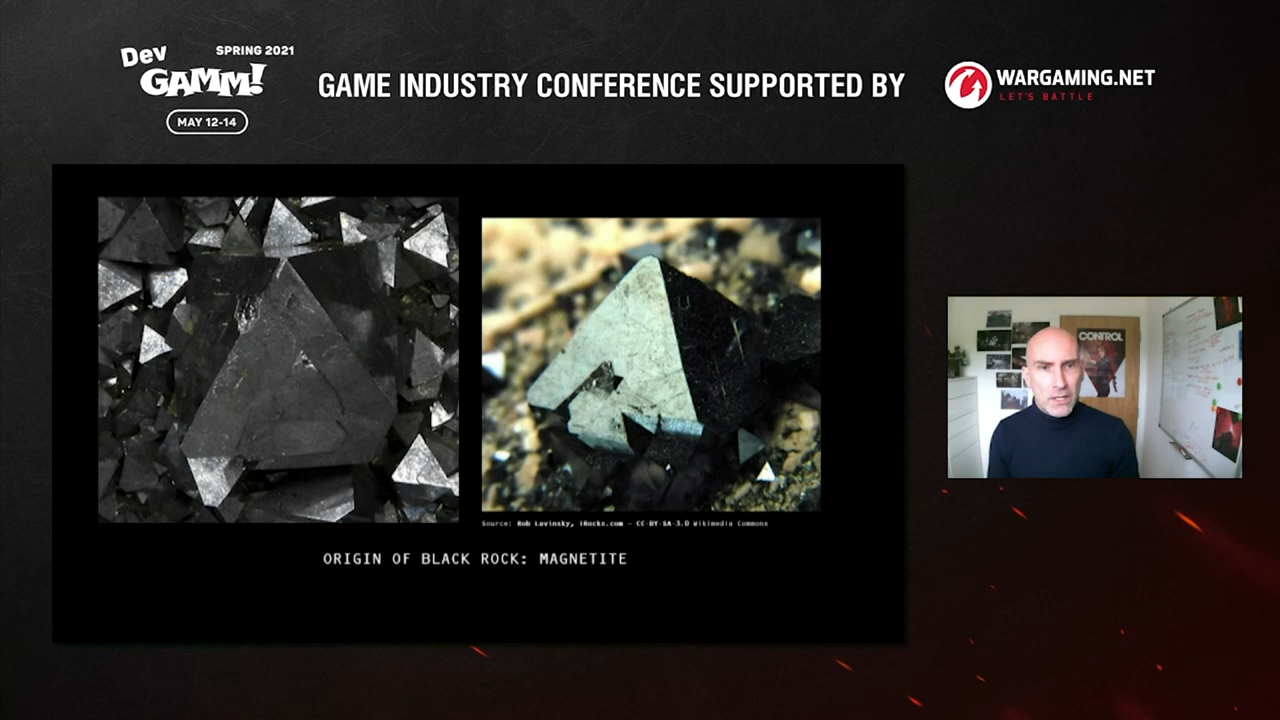 Dev
SPRING 2021
GAMM!
MAY 12-14
GAME INDUSTRY CONFERENCE SUPPORTED BY
WARGAMING.NET
LET'S BATTLE
CONTROL
Source: Rob Lavinsky, iRocks.com – CC-BY-SA-3.0 Wikimedia Commons
ORIGIN OF BLACK ROCK: MAGNETITE